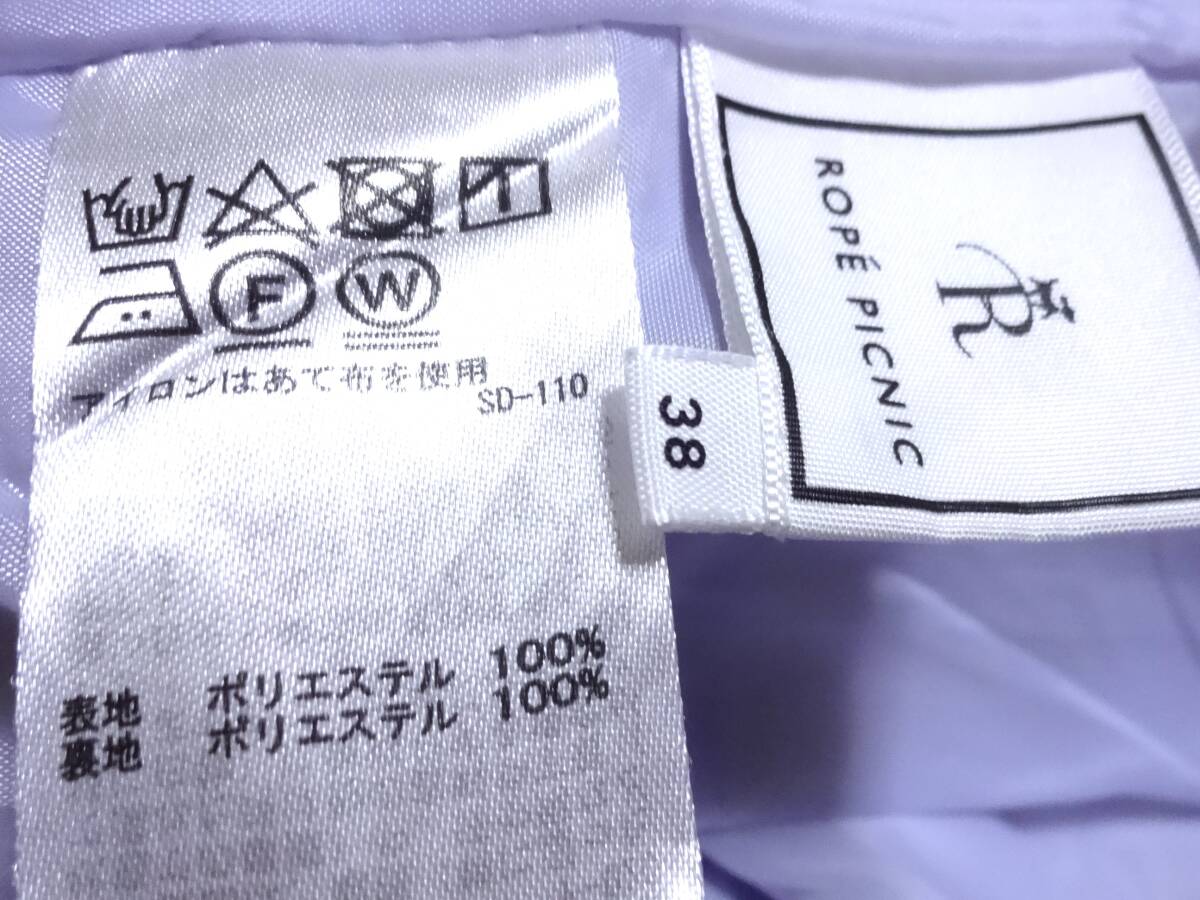 F W
アイロンはあて布を使用
SD-110
表地 ポリエステル 100%
裏地 ポリエステル 100%
38
R
ROPÉ PICNIC